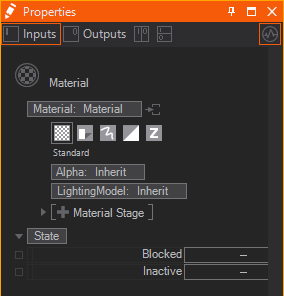 Properties
Inputs Outputs
Material
Material: Material
Standard
Alpha: Inherit
LightingModel: Inherit
Material Stage
State
Blocked –
Inactive –